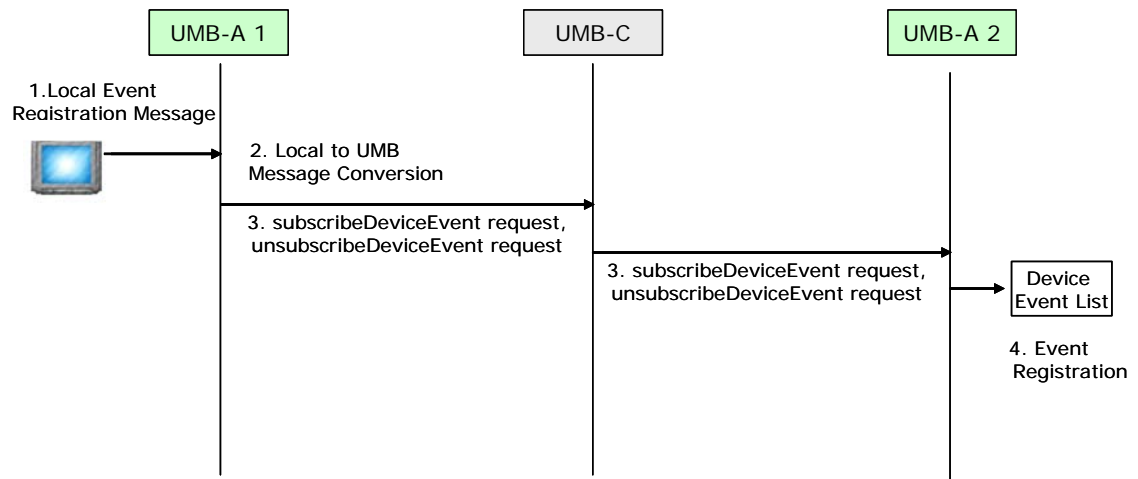 UMB-A 1
UMB-C
UMB-A 2
1.Local Event
Registration Message
2. Local to UMB
Message Conversion
3. subscribeDeviceEvent request,
unsubscribeDeviceEvent request
3. subscribeDeviceEvent request,
unsubscribeDeviceEvent request
Device
Event List
4. Event
Registration